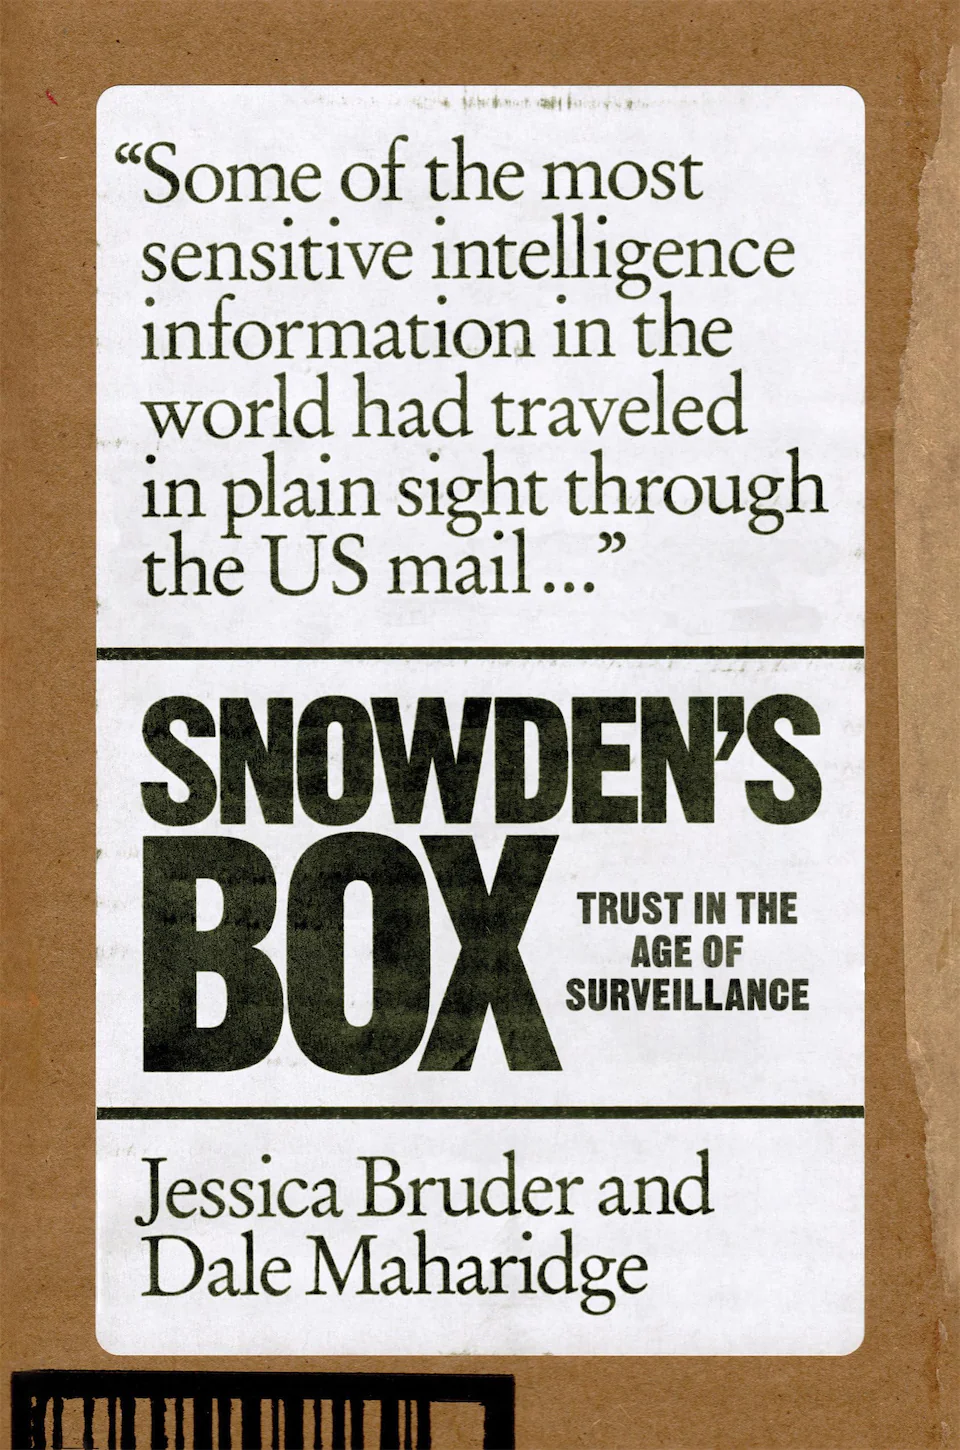 “Some of the most
sensitive intelligence
information in the
world had traveled
in plain sight through
the US mail...”
SNOWDEN’S
BOX
TRUST IN THE
AGE OF
SURVEILLANCE
Jessica Bruder and
Dale Maharidge